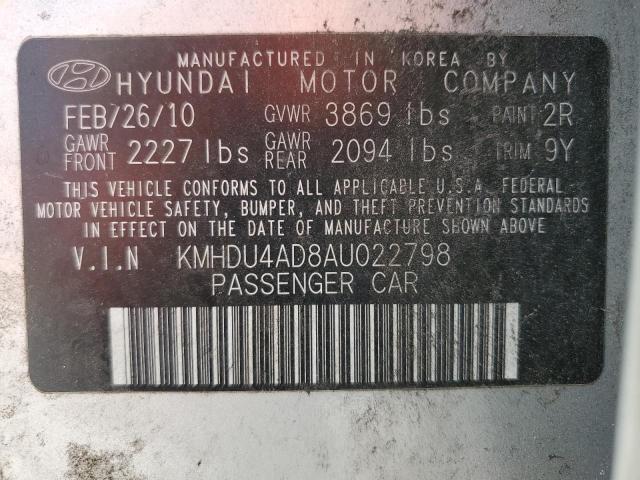 MANUFACTURED IN KOREA BY
HYUNDAI MOTOR COMPANY
FEB/26/10 GVWR 3869 lbs PAINT 2R
GAWR FRONT 2227 lbs GAWR REAR 2094 lbs TRIM 9Y
THIS VEHICLE CONFORMS TO ALL APPLICABLE U.S.A. FEDERAL
MOTOR VEHICLE SAFETY, BUMPER, AND THEFT PREVENTION STANDARDS
IN EFFECT ON THE DATE OF MANUFACTURE SHOWN ABOVE
V.I.N KMHDU4AD8AU022798
PASSENGER CAR